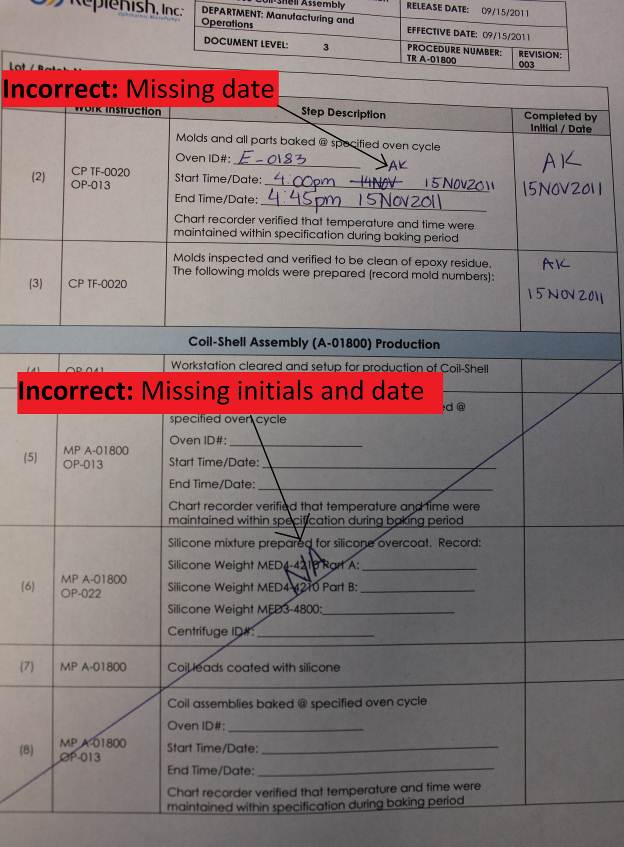 Replenish, Inc.
Ophthalmic MicroPumps
Coil-Shell Assembly
DEPARTMENT: Manufacturing and
Operations
DOCUMENT LEVEL: 3
RELEASE DATE: 09/15/2011
EFFECTIVE DATE: 09/15/2011
PROCEDURE NUMBER:
TR A-01800
REVISION:
003
Incorrect: Missing date
Work Instruction
Step Description
Completed by
Initial / Date
(2)
CP TF-0020
OP-013
Molds and all parts baked @ specified oven cycle
Oven ID#: E-0183
AK
Start Time/Date: 4:00pm 14NOV 15NOV2011
End Time/Date: 4:45pm 15NOV2011
Chart recorder verified that temperature and time were
maintained within specification during baking period
AK
15NOV2011
(3)
CP TF-0020
Molds inspected and verified to be clean of epoxy residue.
The following molds were prepared (record mold numbers):
AK
15NOV2011
Coil-Shell Assembly (A-01800) Production
(4)
OP-041
Workstation cleared and setup for production of Coil-Shell
Incorrect: Missing initials and date
(5)
MP A-01800
OP-013
specified oven cycle
Oven ID#:
Start Time/Date:
End Time/Date:
Chart recorder verified that temperature and time were
maintained within specification during baking period
(6)
MP A-01800
OP-022
Silicone mixture prepared for silicone overcoat. Record:
Silicone Weight MED4-4210 Part A:
NA
Silicone Weight MED4-4210 Part B:
Silicone Weight MED3-4800:
Centrifuge ID#:
(7)
MP A-01800
Coil leads coated with silicone
(8)
MP A-01800
OP-013
Coil assemblies baked @ specified oven cycle
Oven ID#:
Start Time/Date:
End Time/Date:
Chart recorder verified that temperature and time were
maintained within specification during baking period